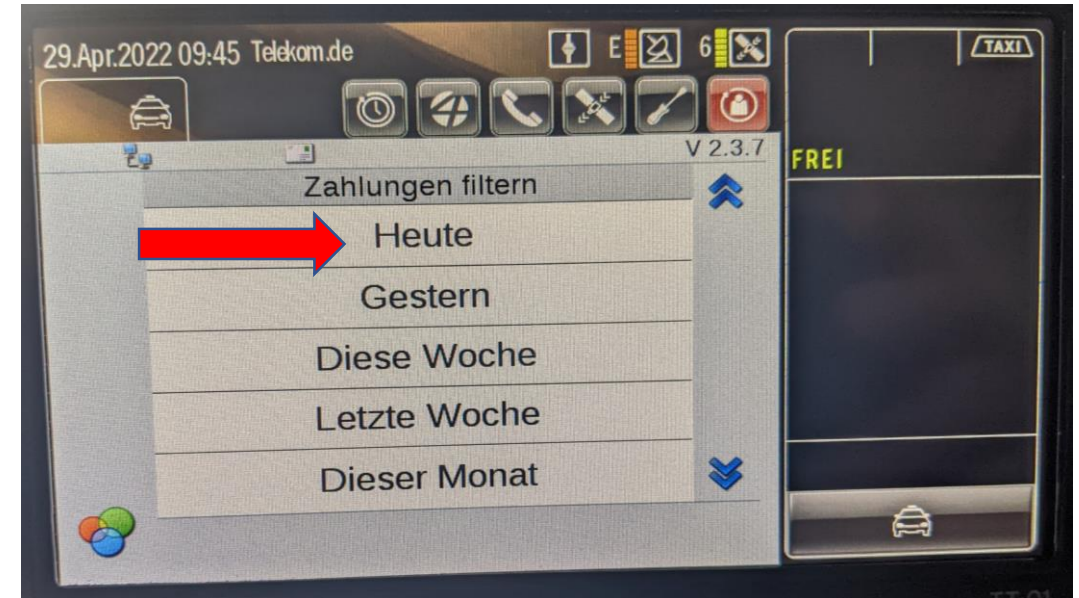 29.Apr.2022 09:45 Telekom.de E 6
TAXI
V 2.3.7
FREI
Zahlungen filtern
Heute
Gestern
Diese Woche
Letzte Woche
Dieser Monat